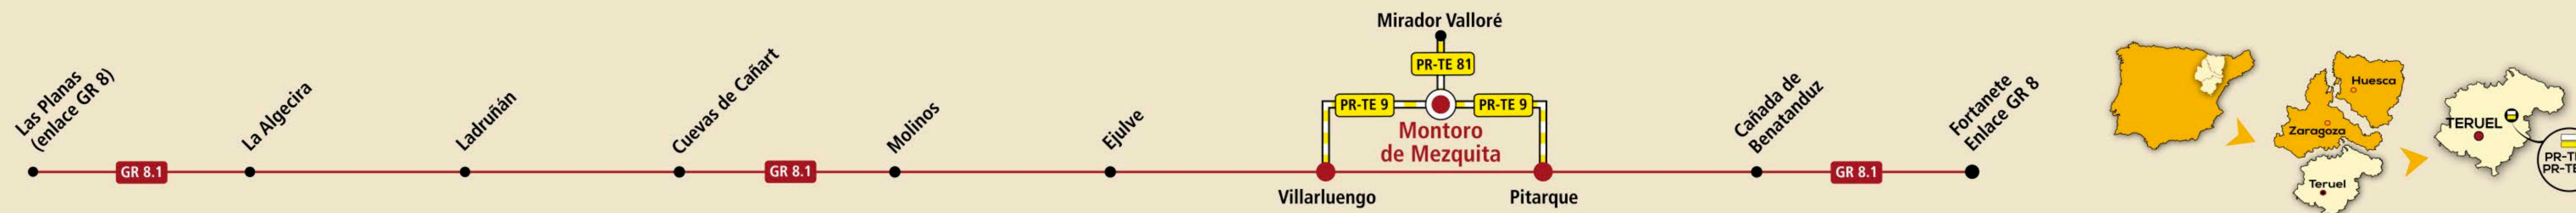 Las Planas
(enlace GR 8)
GR 8.1
La Algecira
Ladruñán
Cuevas de Cañart
GR 8.1
Molinos
Ejulve
Mirador Valloré
PR-TE 81
PR-TE 9
PR-TE 9
Montoro
de Mezquita
Villarluengo
Pitarque
Cañada de
Benatanduz
GR 8.1
Fortanete
Enlace GR 8
Huesca
Zaragoza
Teruel
TERUEL